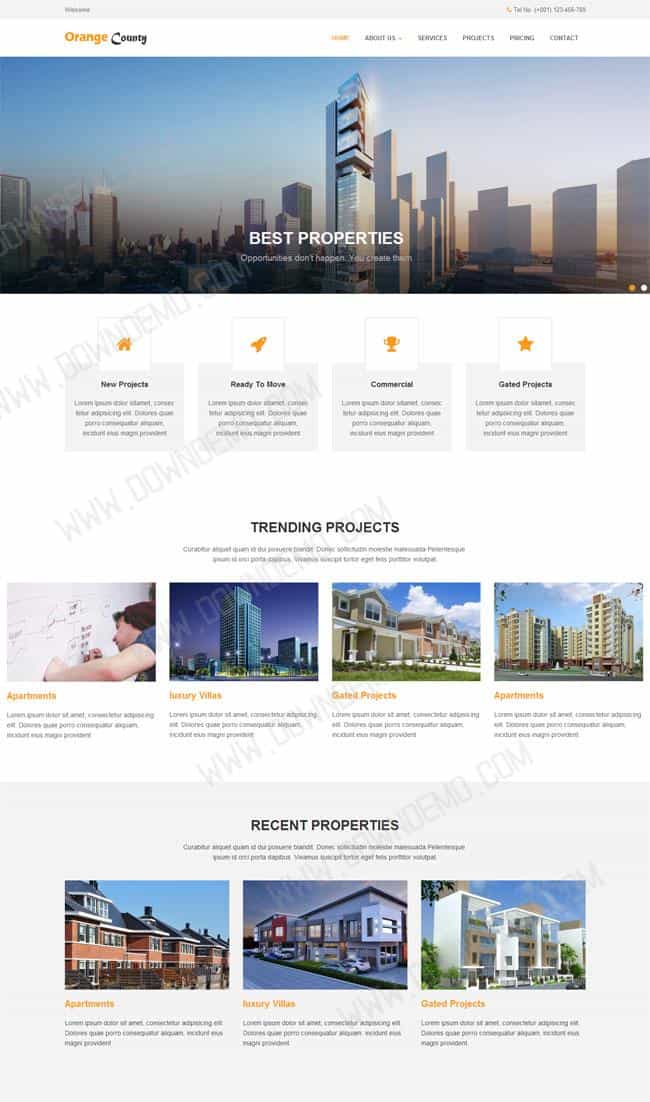 Welcome
Tel No. (+001) 123-456-789
Orange County
HOME ABOUT US SERVICES PROJECTS PRICING CONTACT
BEST PROPERTIES
Opportunities don't happen. You create them.
New Projects
Lorem ipsum dolor sitamet, consec
tetur adipisicing elit. Dolores quae
porro consequatur aliquam,
incidunt eius magni provident
Ready To Move
Lorem ipsum dolor sitamet, consec
tetur adipisicing elit. Dolores quae
porro consequatur aliquam,
incidunt eius magni provident
Commercial
Lorem ipsum dolor sitamet, consec
tetur adipisicing elit. Dolores quae
porro consequatur aliquam,
incidunt eius magni provident
Gated Projects
Lorem ipsum dolor sitamet, consec
tetur adipisicing elit. Dolores quae
porro consequatur aliquam,
incidunt eius magni provident
TRENDING PROJECTS
Curabitur aliquet quam id dui posuere blandit. Donec sollicitudin molestie malesuada Pellentesque
ipsum id orci porta dapibus. Vivamus suscipit tortor eget felis porttitor volutpat.
Apartments
Lorem ipsum dolor sit amet, consectetur adipisicing
elit. Dolores quae porro consequatur aliquam,
incidunt eius magni provident
luxury Villas
Lorem ipsum dolor sit amet, consectetur adipisicing
elit. Dolores quae porro consequatur aliquam,
incidunt eius magni provident
Gated Projects
Lorem ipsum dolor sit amet, consectetur adipisicing
elit. Dolores quae porro consequatur aliquam,
incidunt eius magni provident
Apartments
Lorem ipsum dolor sit amet, consectetur adipisicing
elit. Dolores quae porro consequatur aliquam,
incidunt eius magni provident
RECENT PROPERTIES
Curabitur aliquet quam id dui posuere blandit. Donec sollicitudin molestie malesuada Pellentesque
ipsum id orci porta dapibus. Vivamus suscipit tortor eget felis porttitor volutpat.
Apartments
Lorem ipsum dolor sit amet, consectetur adipisicing elit.
Dolores quae porro consequatur aliquam, incidunt eius
magni provident
luxury Villas
Lorem ipsum dolor sit amet, consectetur adipisicing elit.
Dolores quae porro consequatur aliquam, incidunt eius
magni provident
Gated Projects
Lorem ipsum dolor sit amet, consectetur adipisicing elit.
Dolores quae porro consequatur aliquam, incidunt eius
magni provident
WWW.DOWNDEMO.COM
WWW.DOWNDEMO.COM
WWW.DOWNDEMO.COM
WWW.DOWNDEMO.COM
WWW.DOWNDEMO.COM
WWW.DOWNDEMO.COM